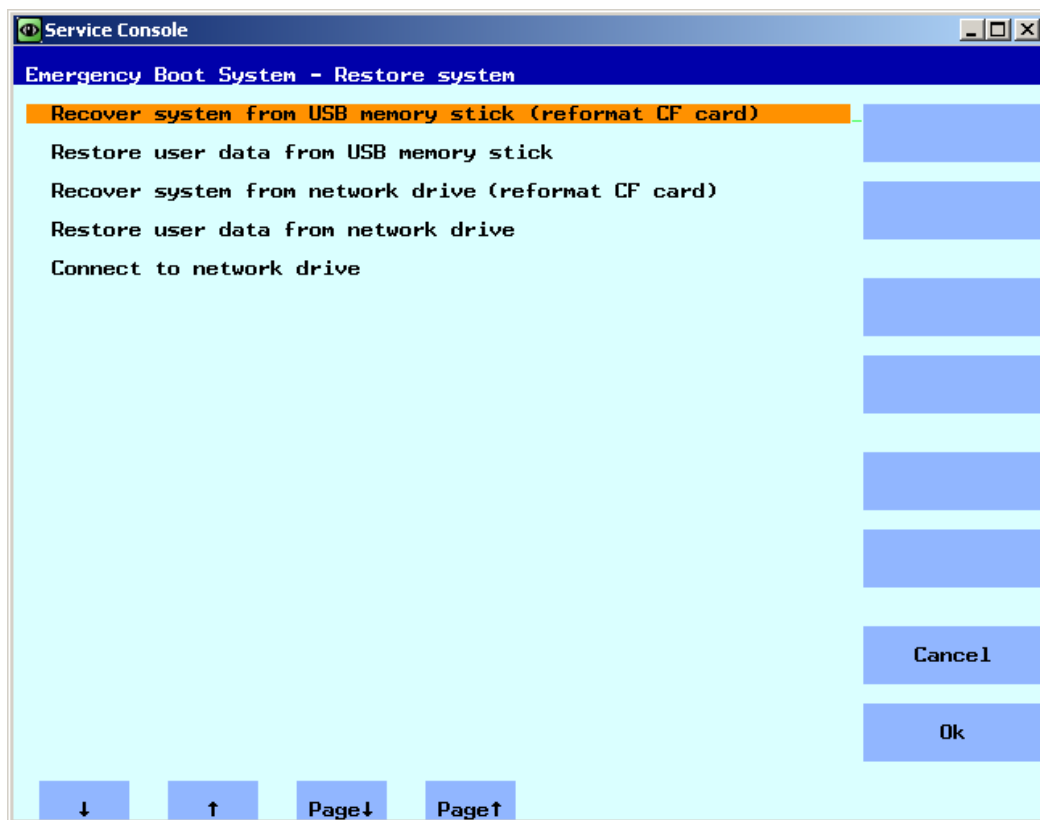 Service Console
Emergency Boot System - Restore system
Recover system from USB memory stick (reformat CF card)
Restore user data from USB memory stick
Recover system from network drive (reformat CF card)
Restore user data from network drive
Connect to network drive
Cancel
Ok
↓ ↑ Page↓ Page↑